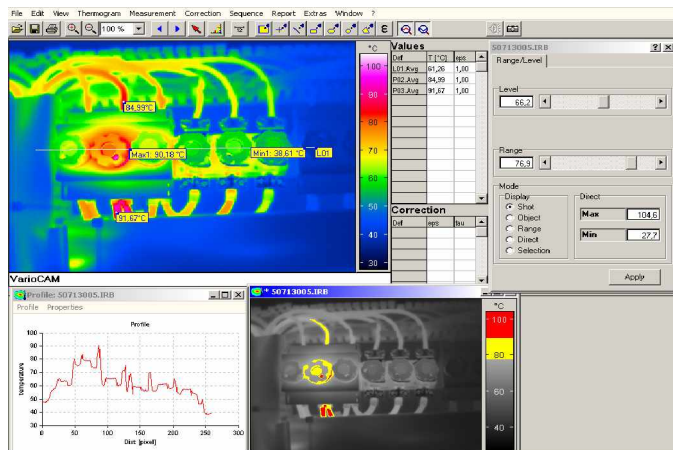 File Edit View Thermogram Measurement Correction Sequence Report Extras Window ?
100 %
ε
°C
100
90
80
70
60
50
40
30
84,99°C
Max1: 90,18 °C
Min1: 38,61 °C
L01
91,67°C
VarioCAM
Values
Def T [°C] eps
L01.Avg 61,26 1,00
P02.Avg 84,99 1,00
P03.Avg 91,67 1,00
Correction
Def eps tau
S0713005.IRB
Range/Level
Level
66,2
Range
76,9
Mode
Display
Shot
Object
Range
Direct
Selection
Direct
Max 104,6
Min 27,7
Apply
Profile: S0713005.IRB
Profile Properties
Profile
temperature
100
90
80
70
60
50
40
30
0 50 100 150 200 250 300
Dist [pixel]
* S0713005.IRB
°C
100
80
60
40